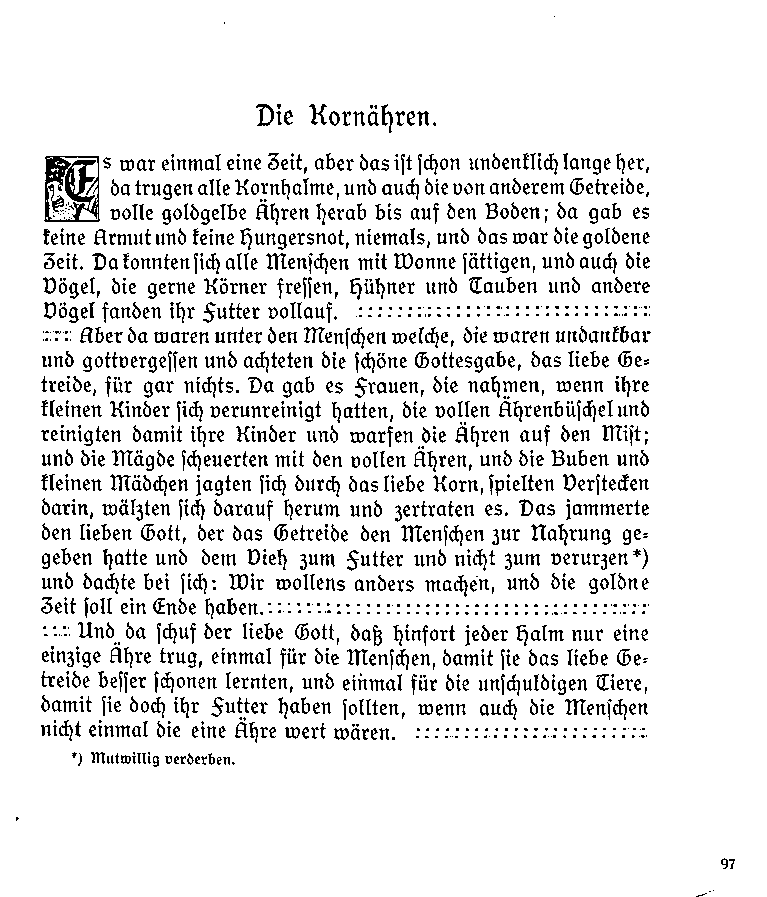 Die Kornähren.
Es war einmal eine Zeit, aber das ist schon undenklich lange her,
da trugen alle Kornhalme, und auch die von anderem Getreide,
volle goldgelbe Ähren herab bis auf den Boden; da gab es
keine Armut und keine Hungersnot, niemals, und das war die goldene
Zeit. Da konnten sich alle Menschen mit Wonne sättigen, und auch die
Vögel, die gerne Körner fressen, Hühner und Tauben und andere
Vögel fanden ihr Futter vollauf.
Aber da waren unter den Menschen welche, die waren undankbar
und gottvergessen und achteten die schöne Gottesgabe, das liebe Ge-
treide, für gar nichts. Da gab es Frauen, die nahmen, wenn ihre
kleinen Kinder sich verunreinigt hatten, die vollen Ährenbüschel und
reinigten damit ihre Kinder und warfen die Ähren auf den Mist;
und die Mägde scheuerten mit den vollen Ähren, und die Buben und
kleinen Mädchen jagten sich durch das liebe Korn, spielten Verstecken
darin, wälzten sich darauf herum und zertraten es. Das jammerte
den lieben Gott, der das Getreide den Menschen zur Nahrung ge-
geben hatte und dem Vieh zum Futter und nicht zum verurzen*)
und dachte bei sich: Wir wollens anders machen, und die goldne
Zeit soll ein Ende haben.
Und da schuf der liebe Gott, daß hinfort jeder Halm nur eine
einzige Ähre trug, einmal für die Menschen, damit sie das liebe Ge-
treide besser schonen lernten, und einmal für die unschuldigen Tiere,
damit sie doch ihr Futter haben sollten, wenn auch die Menschen
nicht einmal die eine Ähre wert wären.
*) Mutwillig verderben.
97